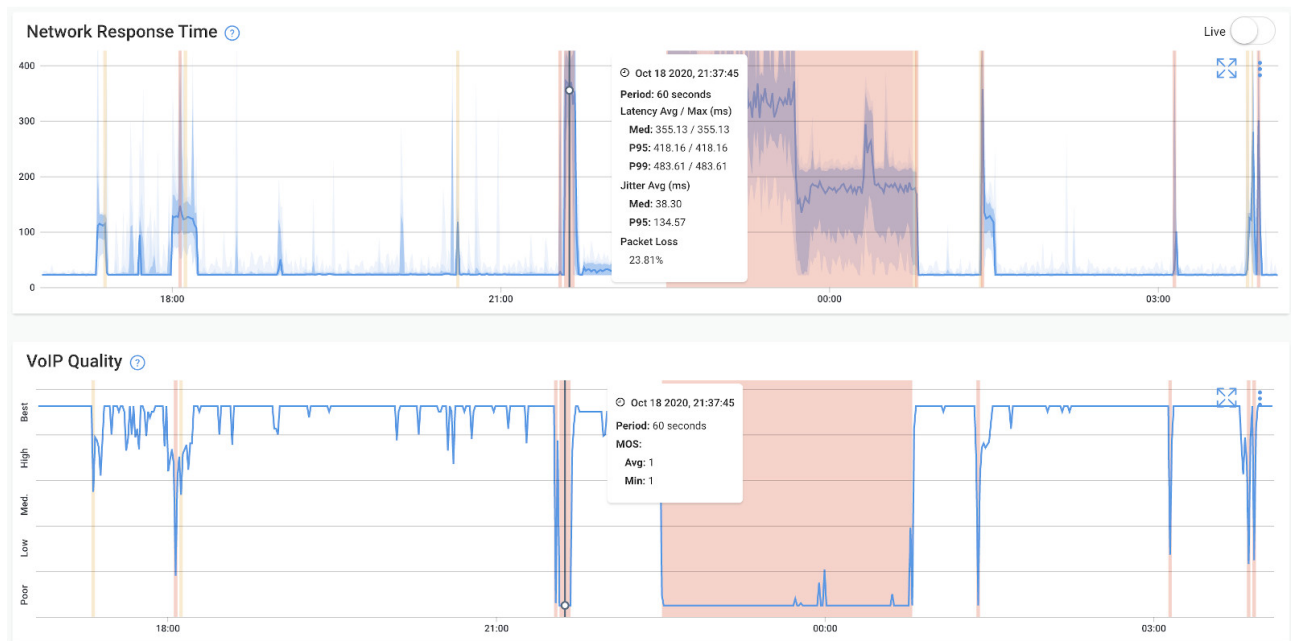 Network Response Time ?
Live
400
300
200
100
0
18:00 21:00 00:00 03:00
Oct 18 2020, 21:37:45
Period: 60 seconds
Latency Avg / Max (ms)
Med: 355.13 / 355.13
P95: 418.16 / 418.16
P99: 483.61 / 483.61
Jitter Avg (ms)
Med: 38.30
P95: 134.57
Packet Loss
23.81%
VoIP Quality ?
Best
High
Med.
Low
Poor
18:00 21:00 00:00 03:00
Oct 18 2020, 21:37:45
Period: 60 seconds
MOS:
Avg: 1
Min: 1